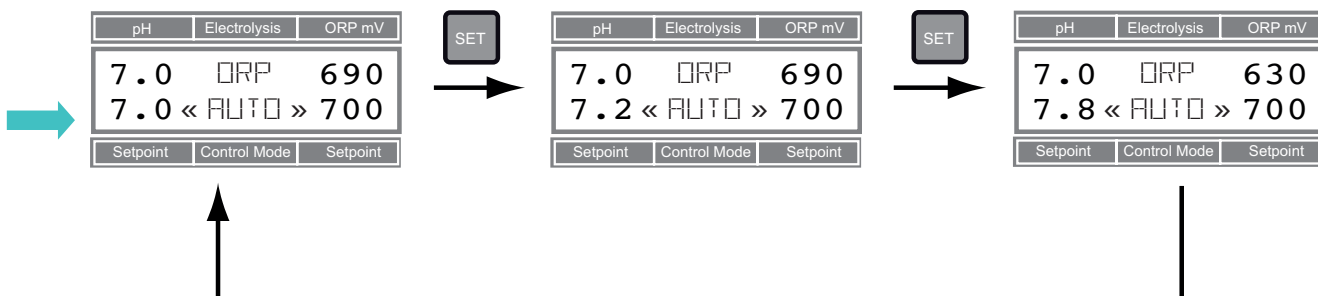 pH Electrolysis ORP mV
7.0 ORP 690
7.0 « AUTO » 700
Setpoint Control Mode Setpoint
SET
pH Electrolysis ORP mV
7.0 ORP 690
7.2 « AUTO » 700
Setpoint Control Mode Setpoint
SET
pH Electrolysis ORP mV
7.0 ORP 630
7.8 « AUTO » 700
Setpoint Control Mode Setpoint